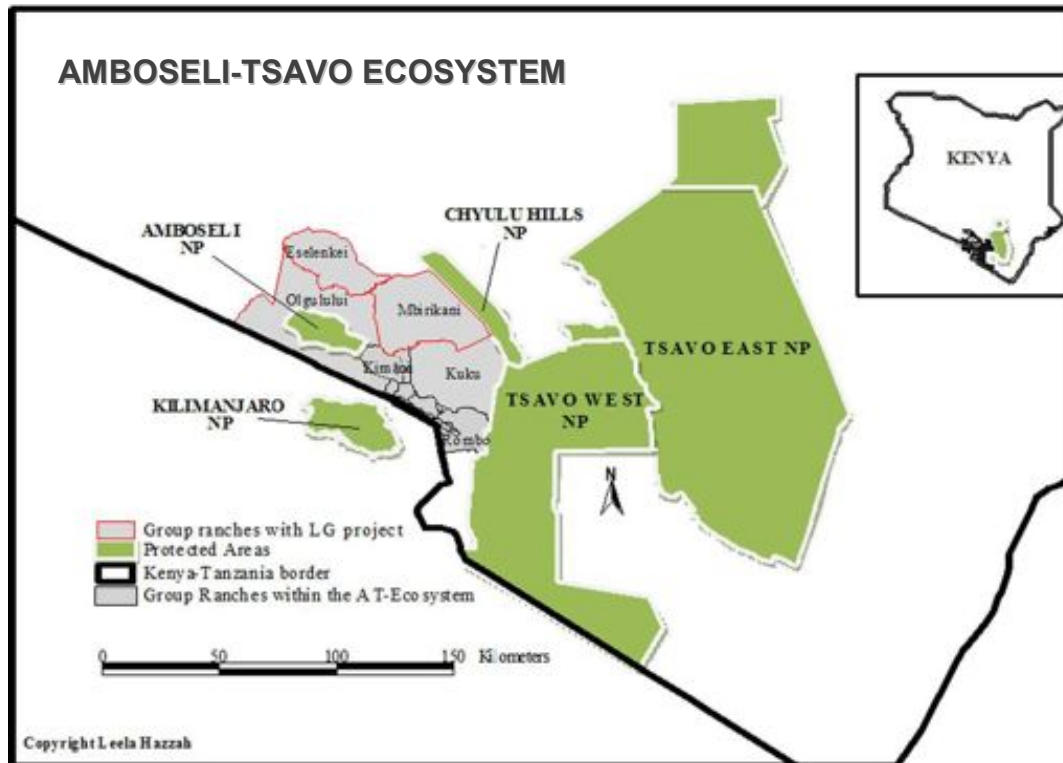 AMBOSELI-TSAVO ECOSYSTEM
KENYA
CHYULU HILLS
NP
AMBOSELI
NP
Eselenkei
Olgulului
Mbirikani
TSAVO EAST NP
Kimana
Kuku
TSAVO WEST
NP
KILIMANJARO
NP
Rombo
N
Group ranches with LG project
Protected Areas
Kenya-Tanzania border
Group Ranches within the AT-Ecosystem
0 50 100 150 Kilometers
Copyright Leela Hazzah